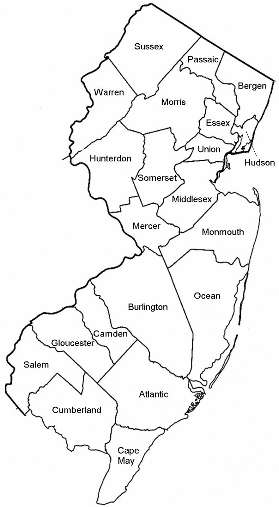 Sussex
Passaic
Bergen
Warren
Morris
Essex
Union
Hudson
Hunterdon
Somerset
Middlesex
Mercer
Monmouth
Ocean
Burlington
Camden
Gloucester
Salem
Atlantic
Cumberland
Cape
May